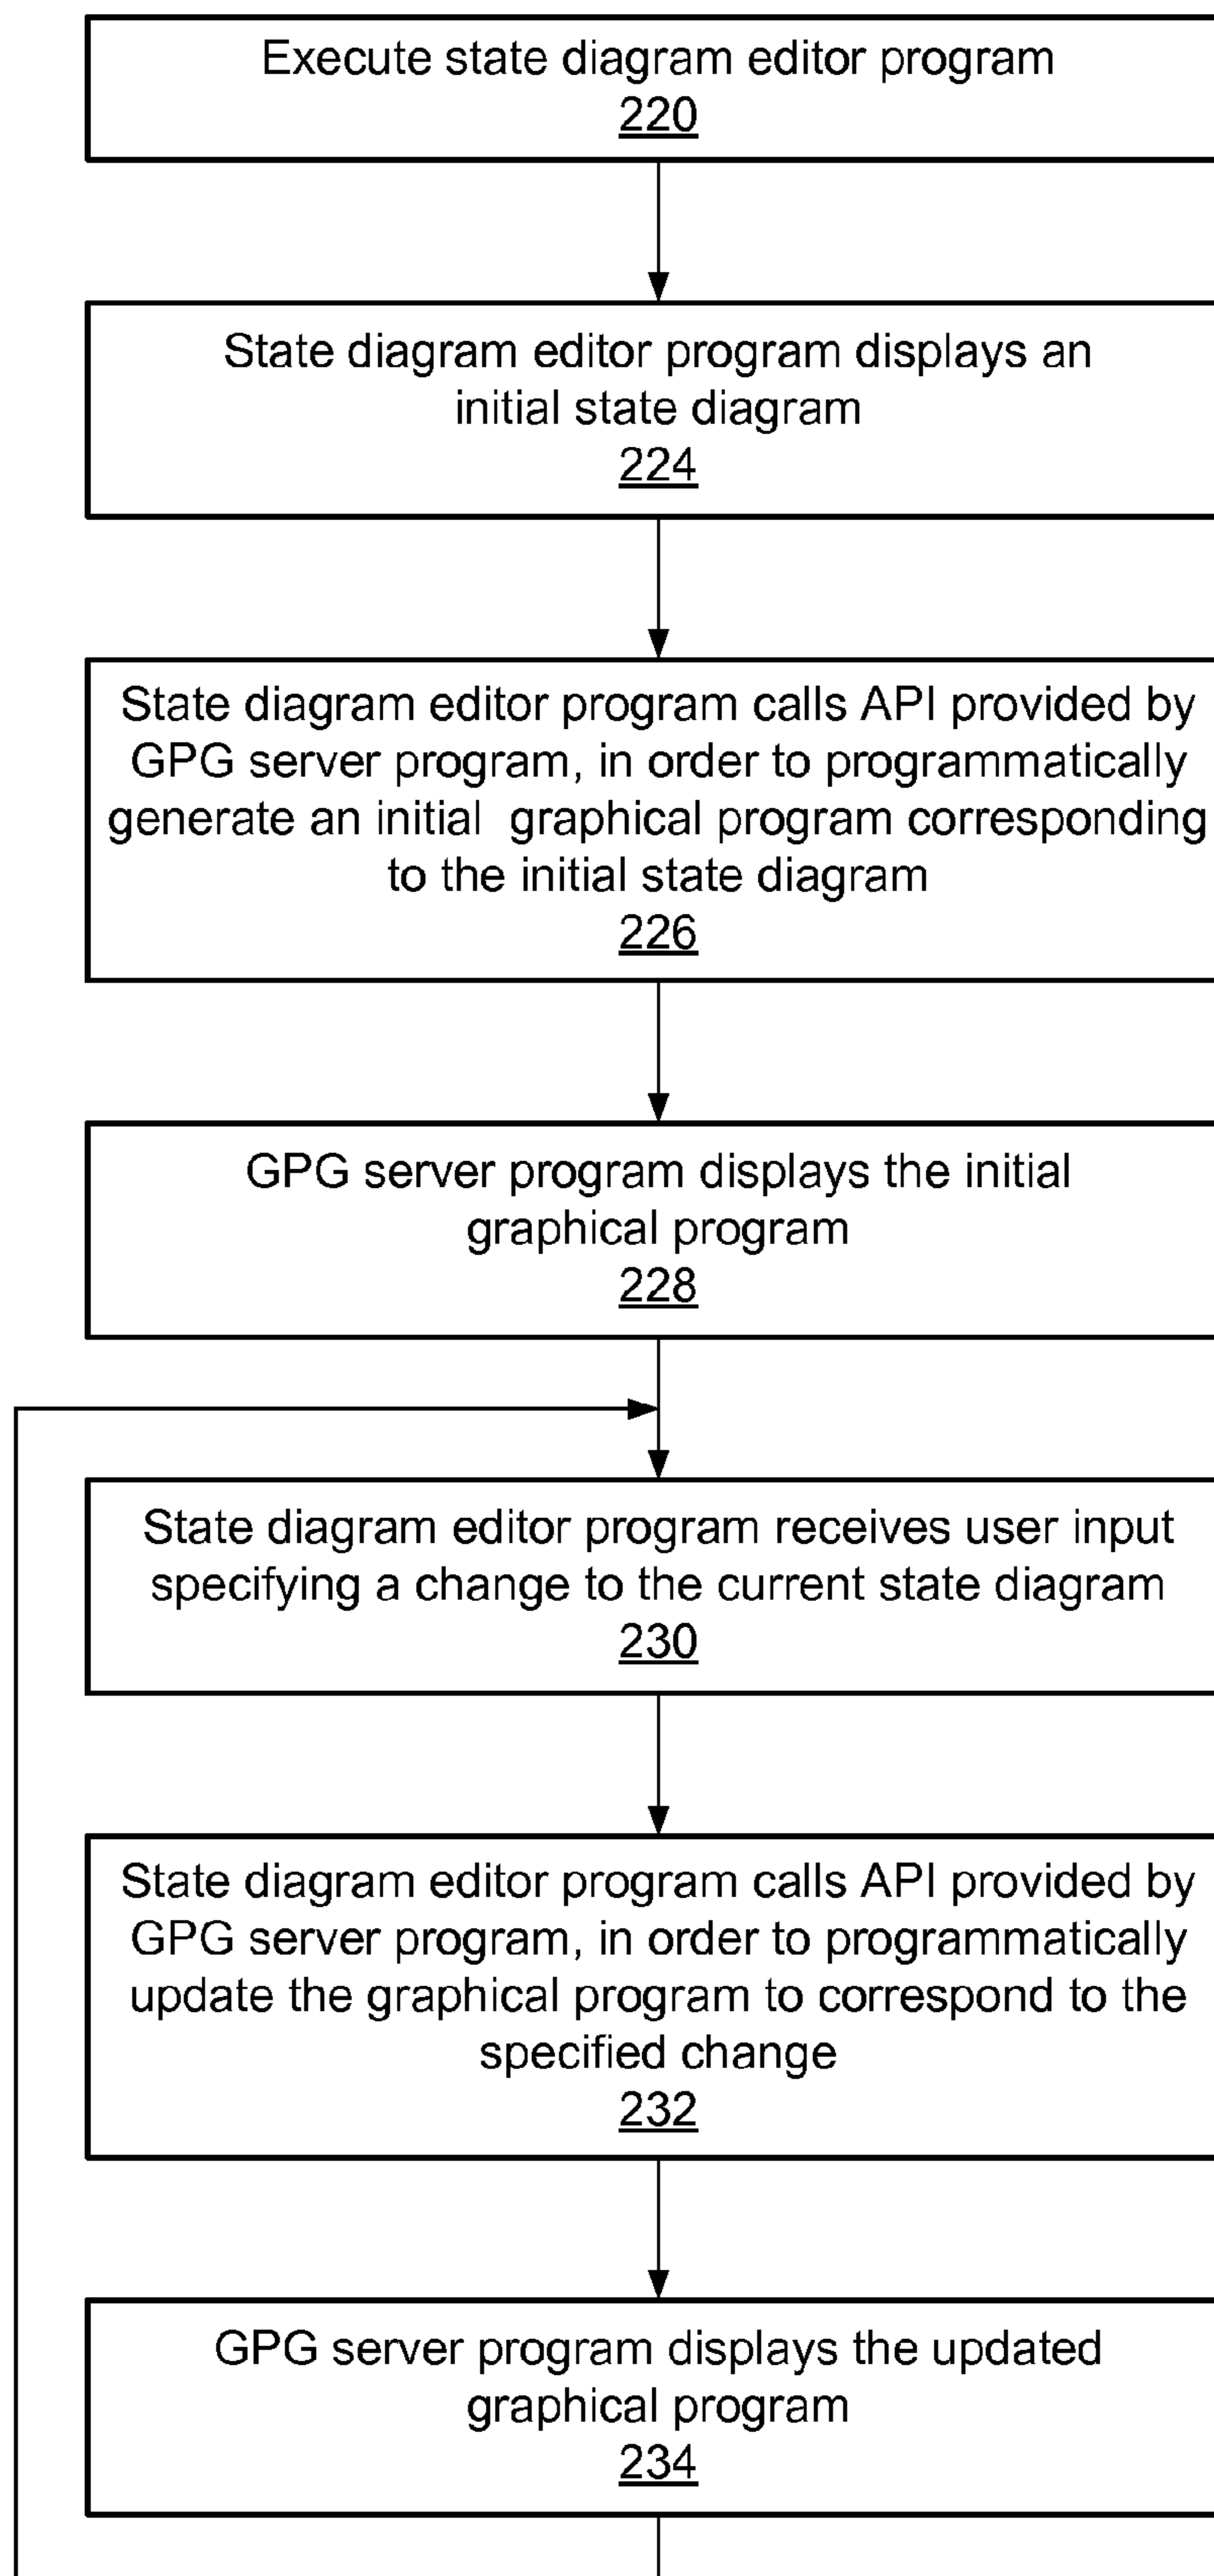 Execute state diagram editor program
220
State diagram editor program displays an
initial state diagram
224
State diagram editor program calls API provided by
GPG server program, in order to programmatically
generate an initial graphical program corresponding
to the initial state diagram
226
GPG server program displays the initial
graphical program
228
State diagram editor program receives user input
specifying a change to the current state diagram
230
State diagram editor program calls API provided by
GPG server program, in order to programmatically
update the graphical program to correspond to the
specified change
232
GPG server program displays the updated
graphical program
234